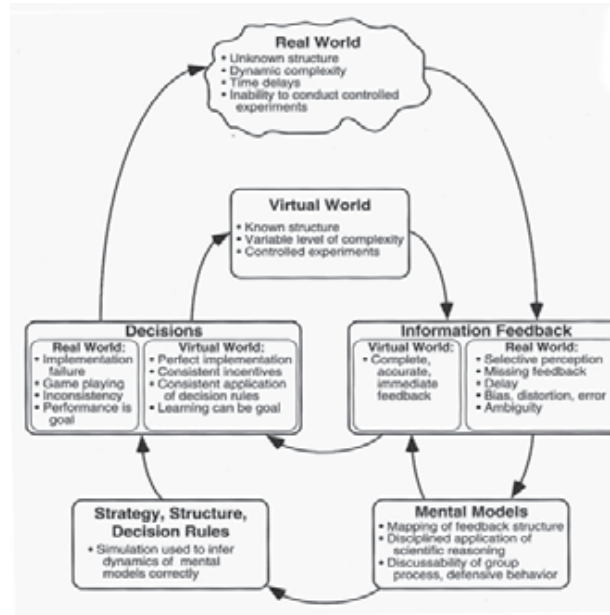 Real World
• Unknown structure
• Dynamic complexity
• Time delays
• Inability to conduct controlled
experiments
Virtual World
• Known structure
• Variable level of complexity
• Controlled experiments
Decisions
Real World:
• Implementation
failure
• Game playing
• Inconsistency
• Performance is
goal
Virtual World:
• Perfect implementation
• Consistent incentives
• Consistent application
of decision rules
• Learning can be goal
Information Feedback
Virtual World:
• Complete,
accurate,
immediate
feedback
Real World:
• Selective perception
• Missing feedback
• Delay
• Bias, distortion, error
• Ambiguity
Strategy, Structure,
Decision Rules
• Simulation used to infer
dynamics of mental
models correctly
Mental Models
• Mapping of feedback structure
• Disciplined application of
scientific reasoning
• Discussability of group
process, defensive behavior